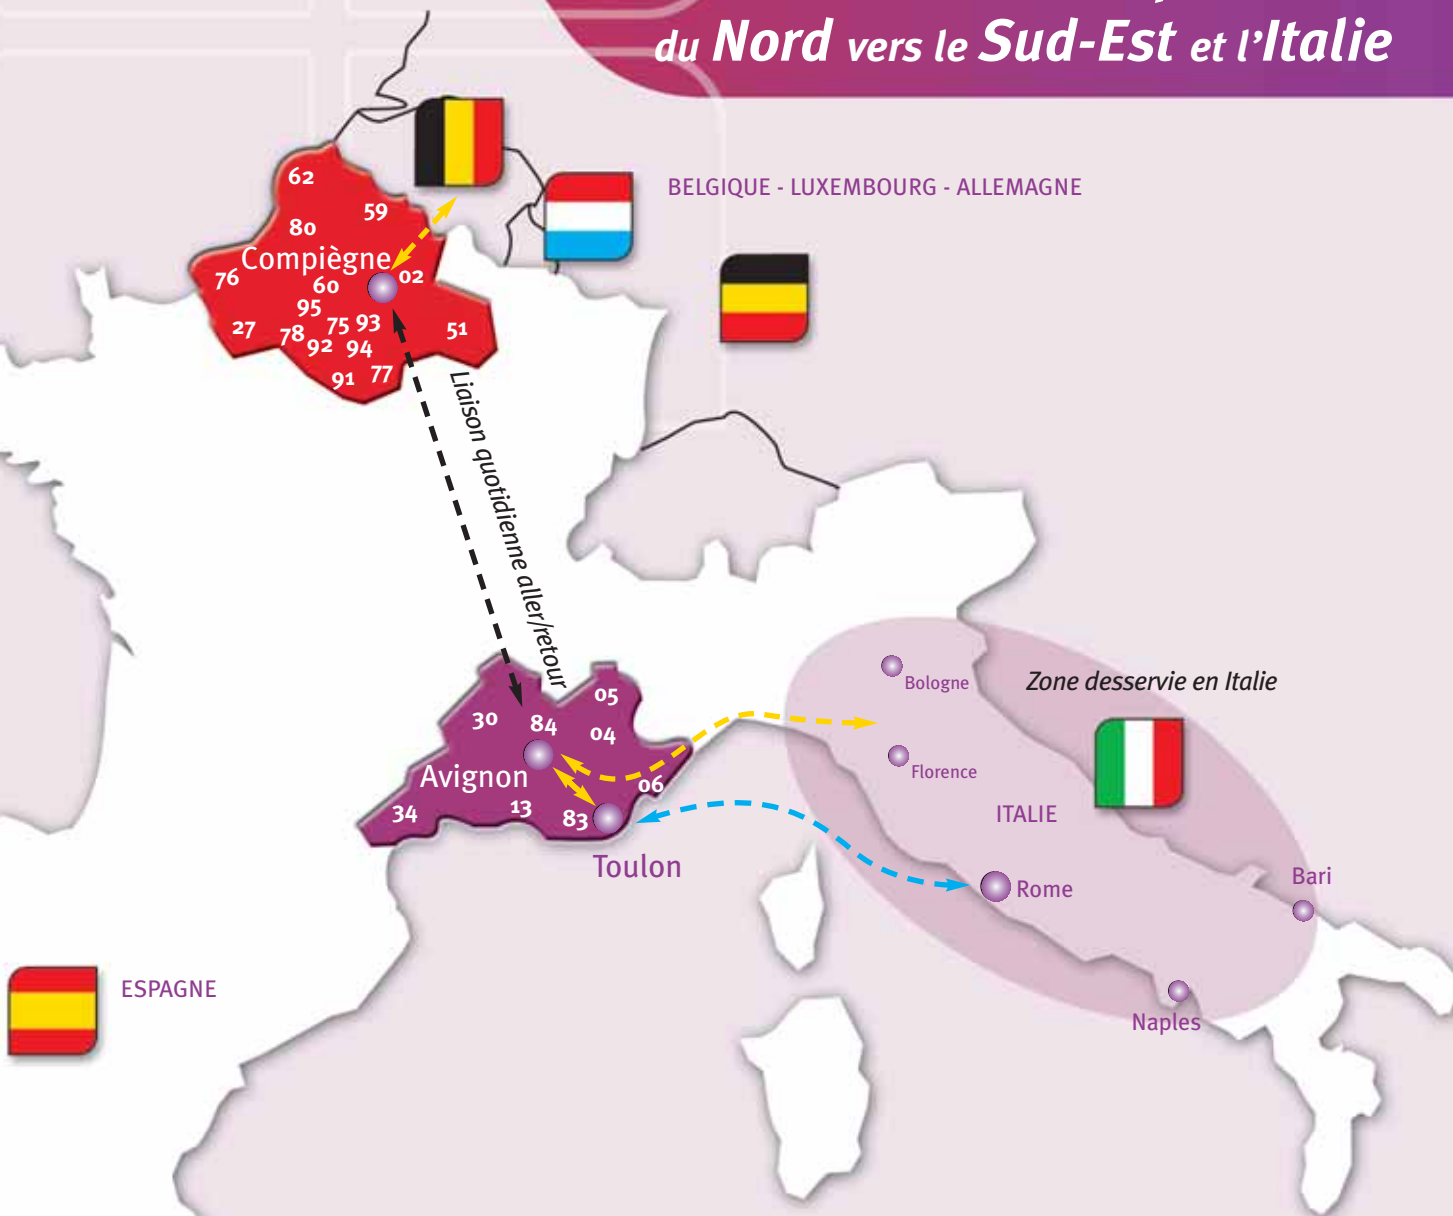 du Nord vers le Sud-Est et l'Italie
BELGIQUE - LUXEMBOURG - ALLEMAGNE
62
59
80
Compiègne
76
60
02
95
27
78
75
93
51
92
94
91
77
Liaison quotidienne aller/retour
05
30
84
04
Avignon
06
34
13
83
Toulon
Bologne
Zone desservie en Italie
Florence
ITALIE
Rome
Bari
Naples
ESPAGNE